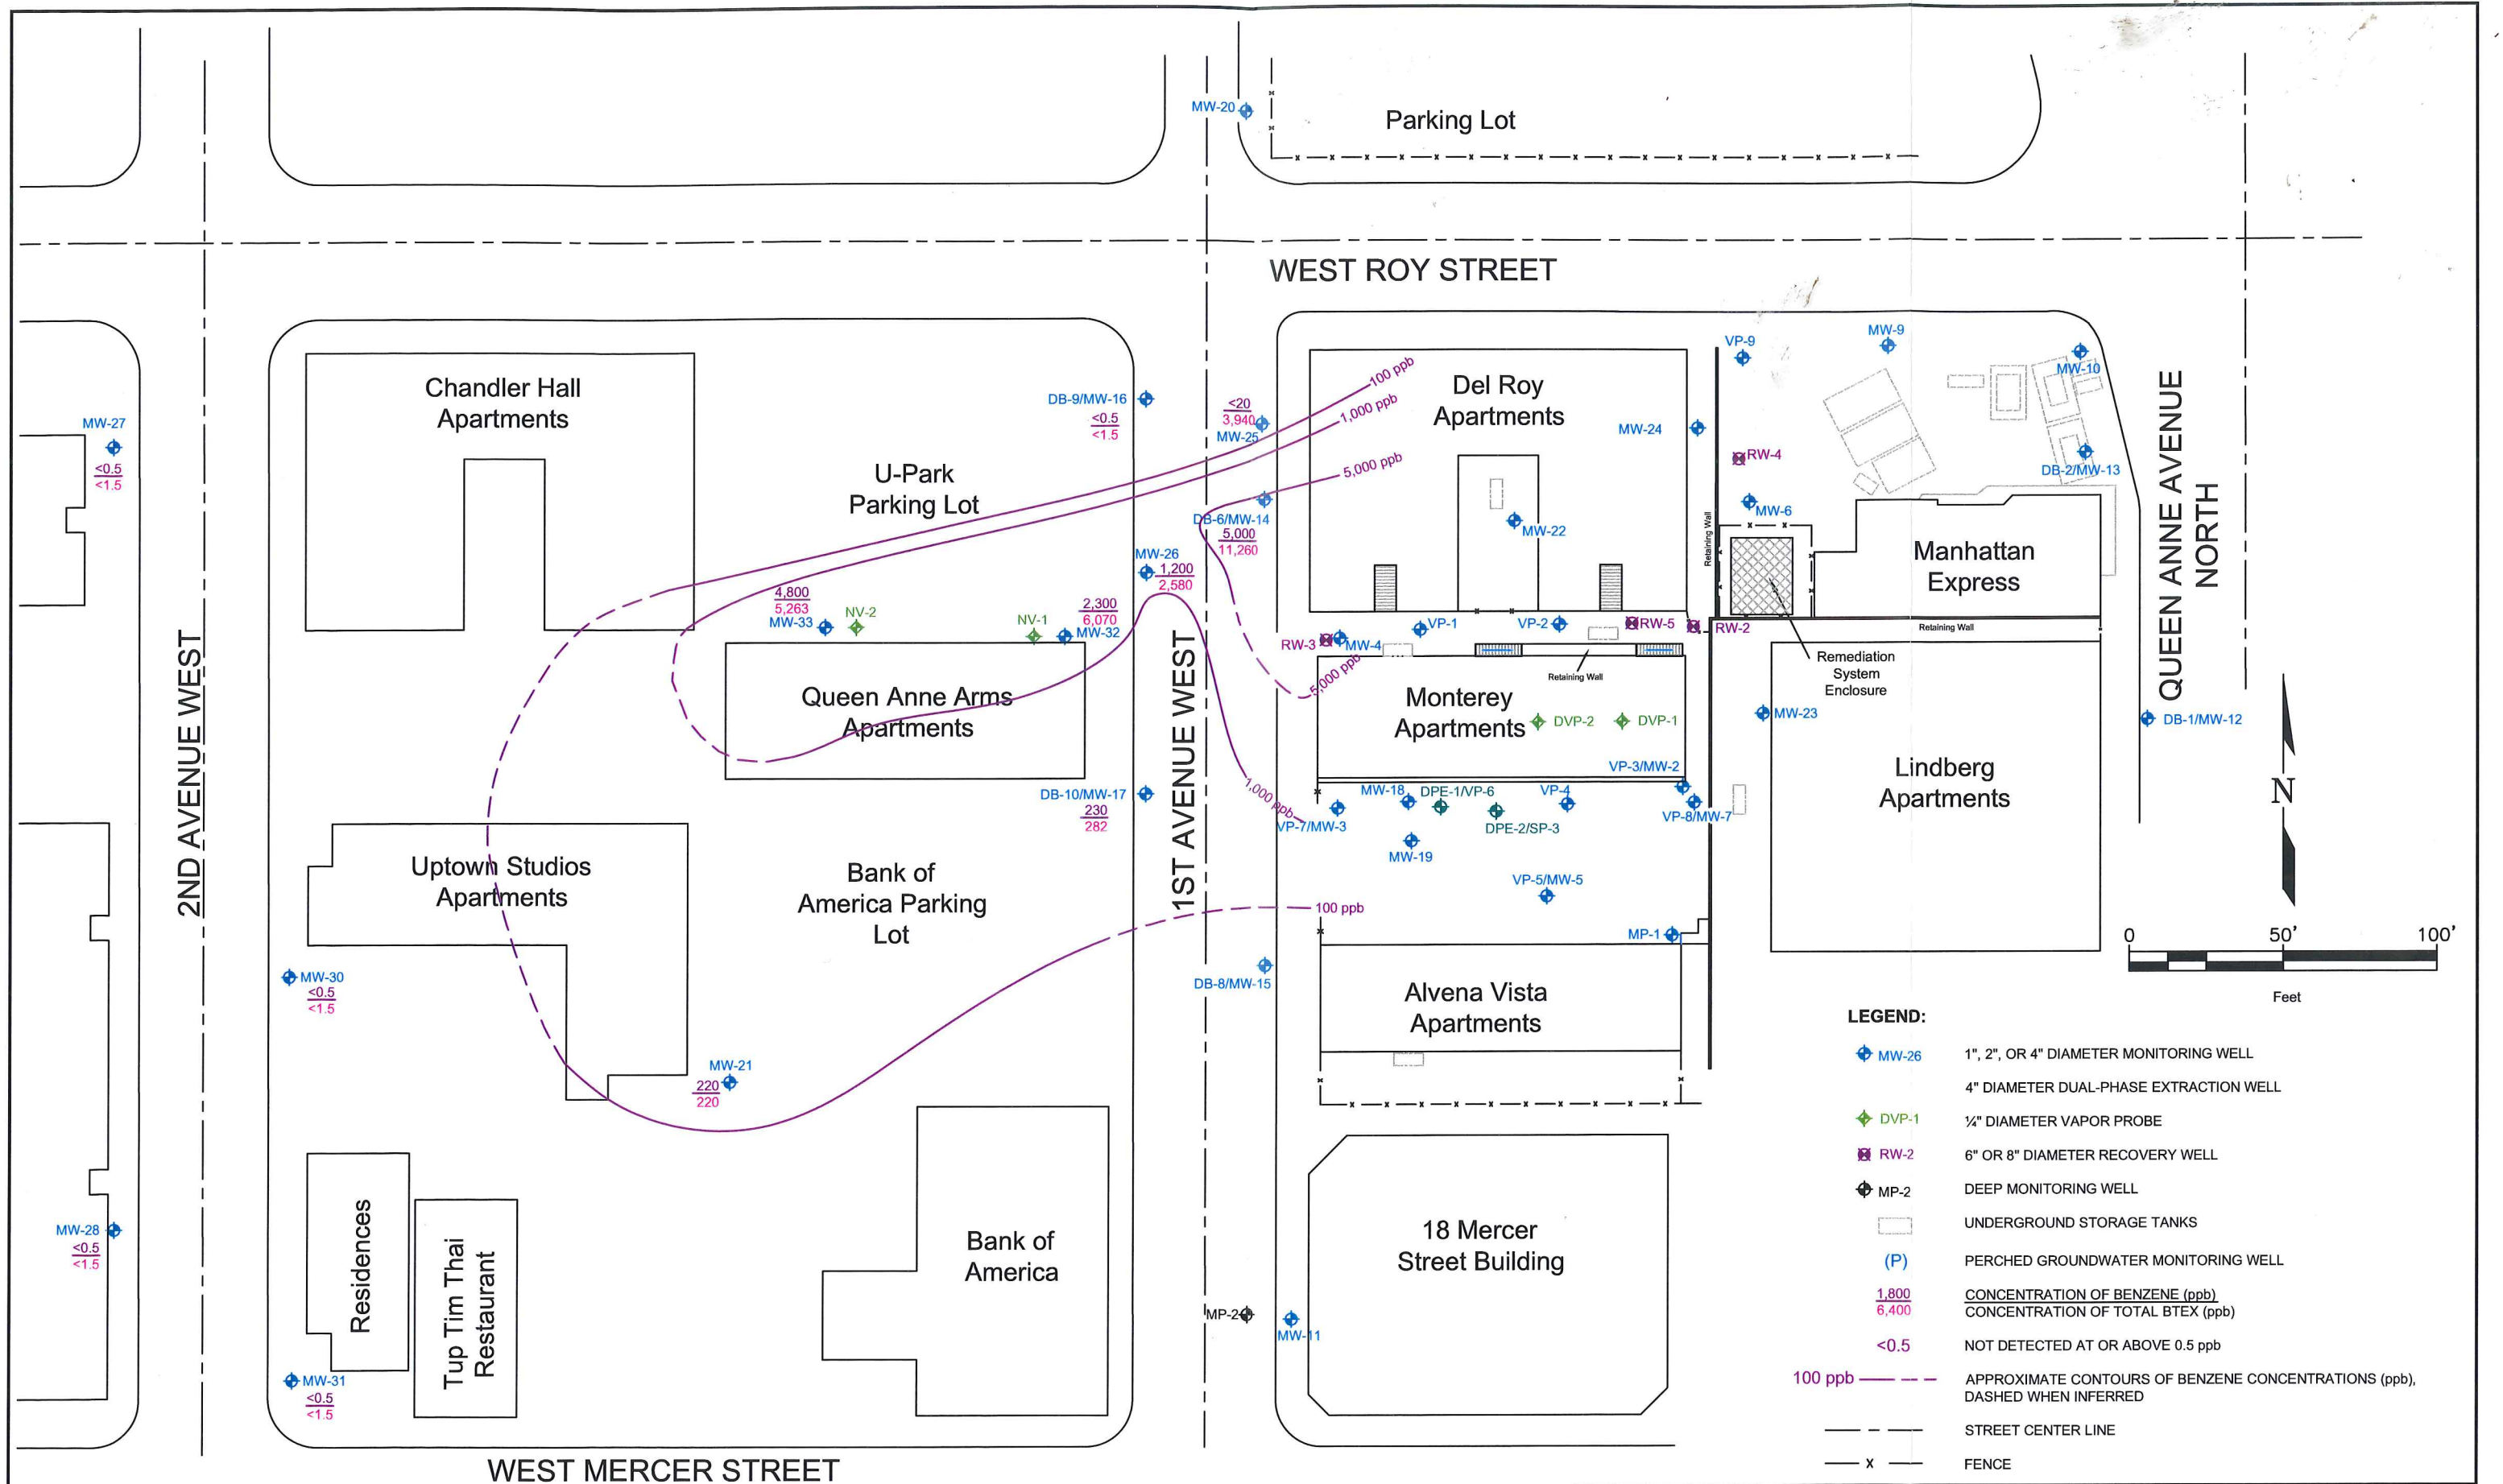 MW-20
Parking Lot
WEST ROY STREET
Chandler Hall
Apartments
MW-27
<0.5
<1.5
U-Park
Parking Lot
DB-9/MW-16
<0.5
<1.5
<20
3,940
MW-25
100 ppb
1,000 ppb
5,000 ppb
Del Roy
Apartments
DB-6/MW-14
5,000
11,260
MW-22
MW-24
VP-9
MW-9
MW-10
RW-4
DB-2/MW-13
MW-6
Retaining Wall
Manhattan
Express
QUEEN ANNE AVENUE
NORTH
MW-26
1,200
2,580
4,800
5,263
MW-33
NV-2
NV-1
2,300
6,070
MW-32
Queen Anne Arms
Apartments
RW-3
MW-4
VP-1
VP-2
RW-5
RW-2
Retaining Wall
Retaining Wall
Remediation
System
Enclosure
5,000 ppb
Monterey
Apartments
DVP-2
DVP-1
MW-23
DB-1/MW-12
2ND AVENUE WEST
1ST AVENUE WEST
DB-10/MW-17
230
282
1,000 ppb
VP-7/MW-3
MW-18
DPE-1/VP-6
DPE-2/SP-3
VP-4
VP-3/MW-2
VP-8/MW-7
MW-19
VP-5/MW-5
Lindberg
Apartments
N
0
50'
100'
Feet
Uptown Studios
Apartments
Bank of
America Parking
Lot
100 ppb
MP-1
MW-30
<0.5
<1.5
DB-8/MW-15
Alvena Vista
Apartments
MW-21
220
220
MW-28
<0.5
<1.5
Residences
Tup Tim Thai
Restaurant
Bank of
America
18 Mercer
Street Building
MP-2
MW-11
MW-31
<0.5
<1.5
WEST MERCER STREET
LEGEND:
MW-26 1", 2", OR 4" DIAMETER MONITORING WELL
4" DIAMETER DUAL-PHASE EXTRACTION WELL
DVP-1 ¼" DIAMETER VAPOR PROBE
RW-2 6" OR 8" DIAMETER RECOVERY WELL
MP-2 DEEP MONITORING WELL
UNDERGROUND STORAGE TANKS
(P) PERCHED GROUNDWATER MONITORING WELL
1,800 CONCENTRATION OF BENZENE (ppb)
6,400 CONCENTRATION OF TOTAL BTEX (ppb)
<0.5 NOT DETECTED AT OR ABOVE 0.5 ppb
100 ppb APPROXIMATE CONTOURS OF BENZENE CONCENTRATIONS (ppb),
DASHED WHEN INFERRED
STREET CENTER LINE
x FENCE